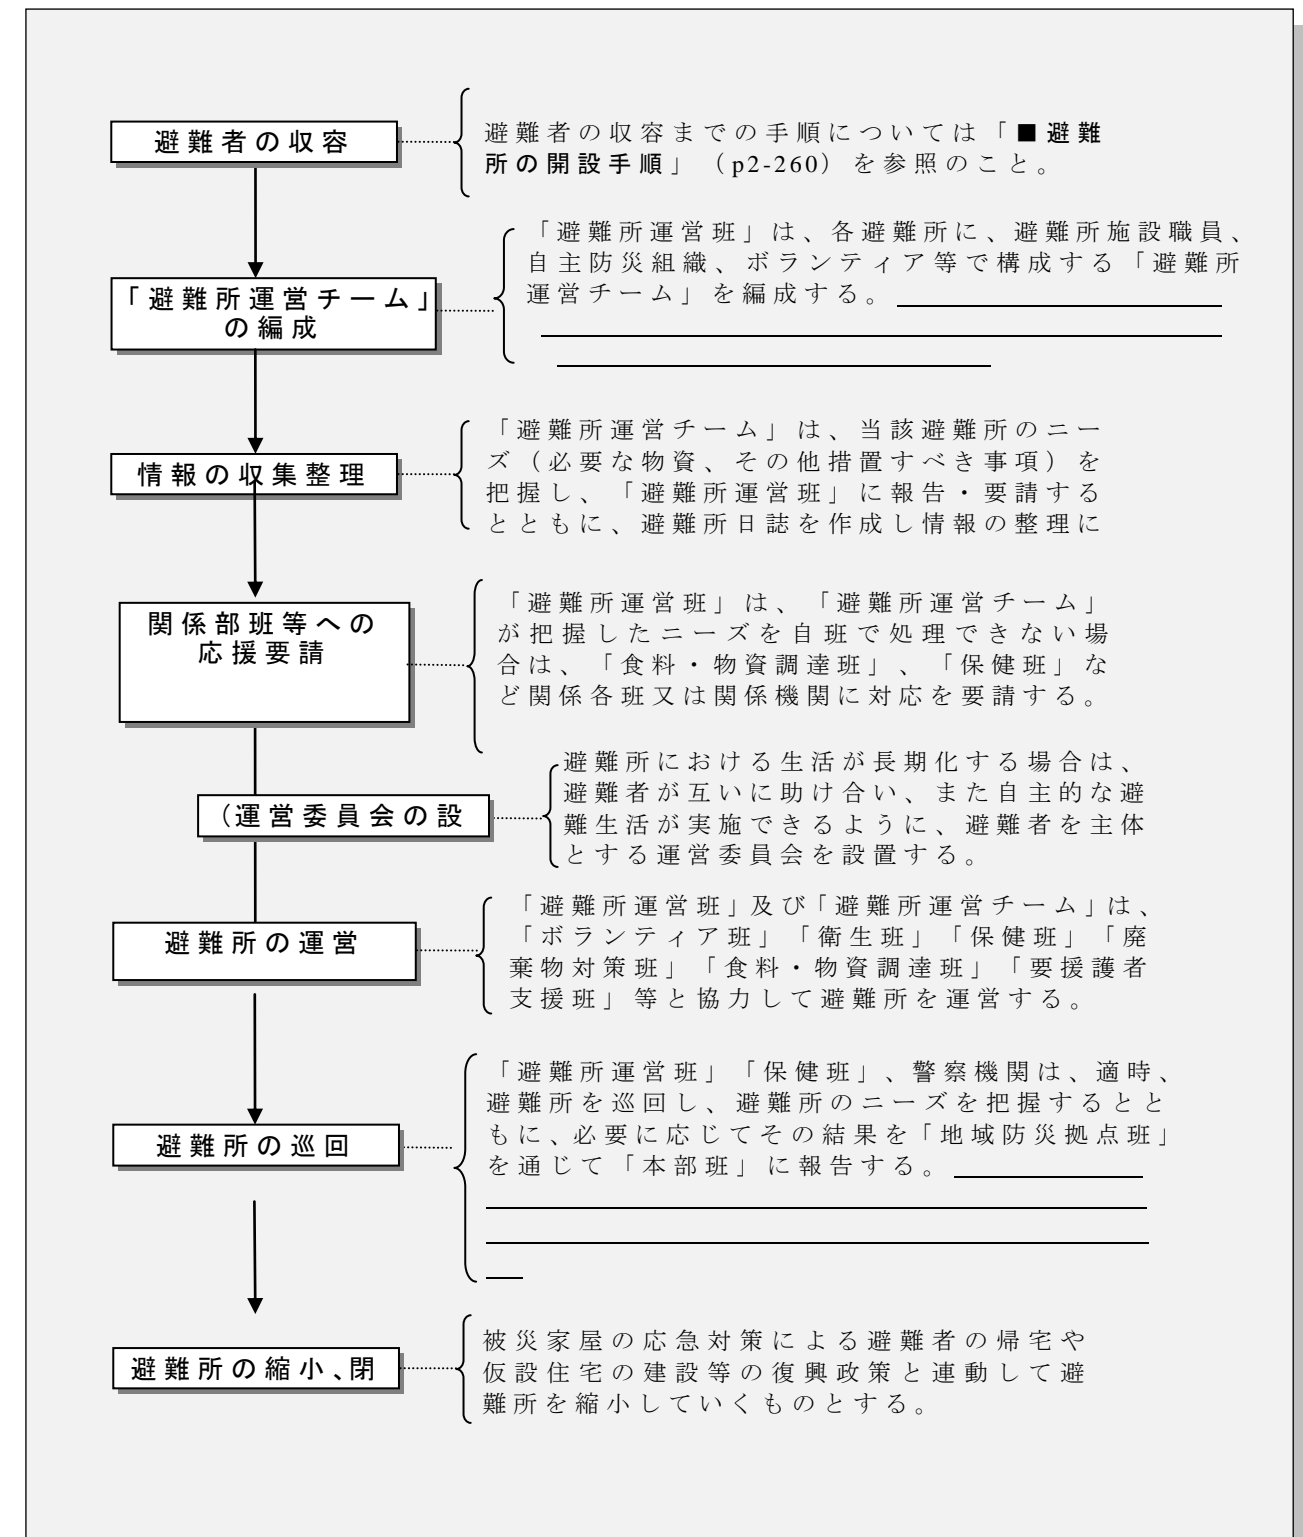 避難者の収容
避難者の収容までの手順については「■避難
所の開設手順」（p2-260）を参照のこと。
「避難所運営チーム」
の編成
「避難所運営班」は、各避難所に、避難所施設職員、
自主防災組織、ボランティア等で構成する「避難所
運営チーム」を編成する。
情報の収集整理
「避難所運営チーム」は、当該避難所のニー
ズ（必要な物資、その他措置すべき事項）を
把握し、「避難所運営班」に報告・要請する
とともに、避難所日誌を作成し情報の整理に
関係部班等への
応援要請
「避難所運営班」は、「避難所運営チーム」
が把握したニーズを自班で処理できない場
合は、「食料・物資調達班」、「保健班」な
ど関係各班又は関係機関に対応を要請する。
（運営委員会の設
避難所における生活が長期化する場合は、
避難者が互いに助け合い、また自主的な避
難生活が実施できるように、避難者を主体
とする運営委員会を設置する。
避難所の運営
「避難所運営班」及び「避難所運営チーム」は、
「ボランティア班」「衛生班」「保健班」「廃
棄物対策班」「食料・物資調達班」「要援護者
支援班」等と協力して避難所を運営する。
避難所の巡回
「避難所運営班」「保健班」、警察機関は、適時、
避難所を巡回し、避難所のニーズを把握するとと
もに、必要に応じてその結果を「地域防災拠点班」
を通じて「本部班」に報告する。
避難所の縮小、閉
被災家屋の応急対策による避難者の帰宅や
仮設住宅の建設等の復興政策と連動して避
難所を縮小していくものとする。